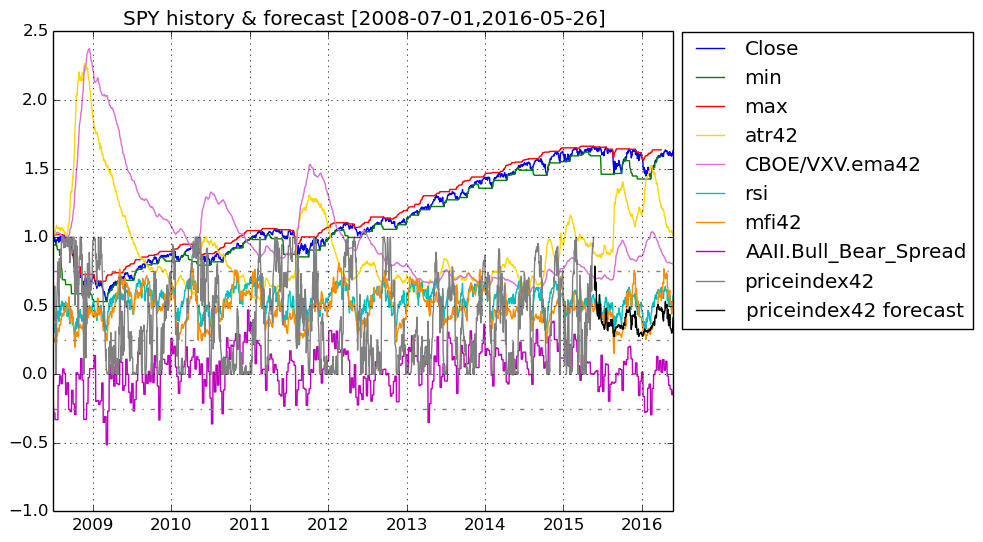 SPY history & forecast [2008-07-01,2016-05-26]
2.5
2.0
1.5
1.0
0.5
0.0
−0.5
−1.0
2009 2010 2011 2012 2013 2014 2015 2016
Close
min
max
atr42
CBOE/VXV.ema42
rsi
mfi42
AAII.Bull_Bear_Spread
priceindex42
priceindex42 forecast